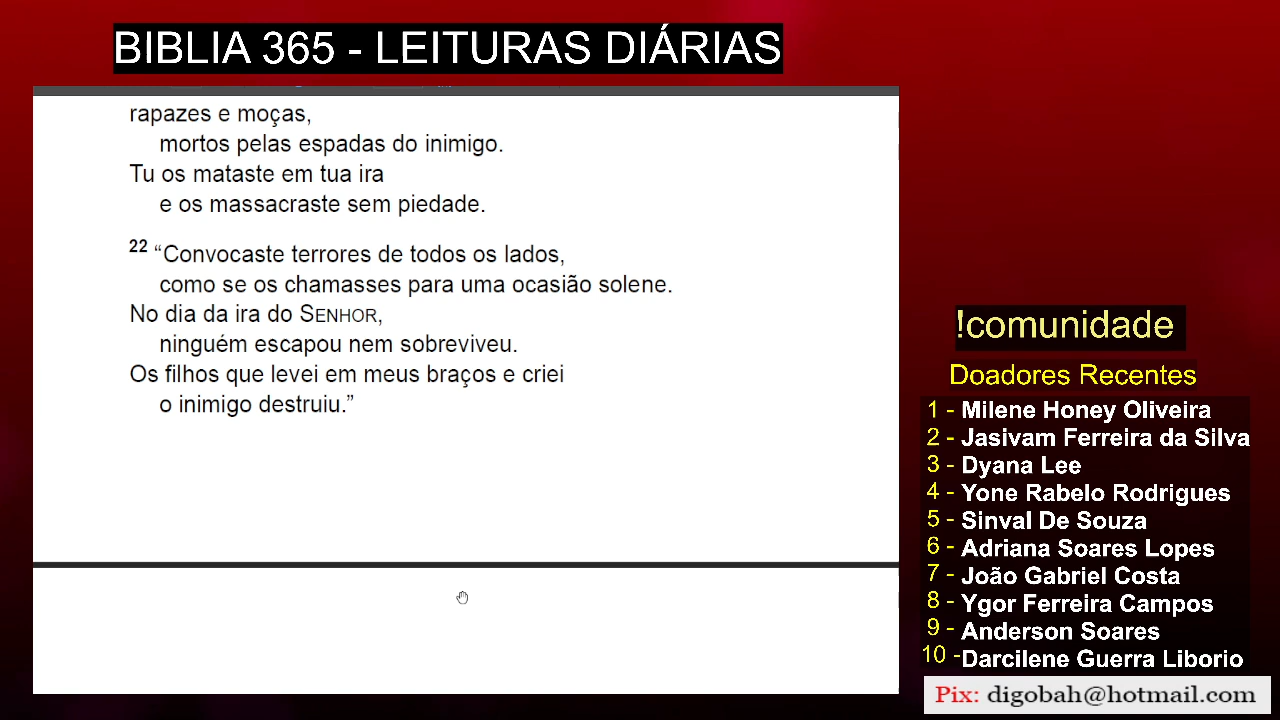 BIBLIA 365 - LEITURAS DIÁRIAS
rapazes e moças,
mortos pelas espadas do inimigo.
Tu os mataste em tua ira
e os massacraste sem piedade.
22 “Convocaste terrores de todos os lados,
como se os chamasses para uma ocasião solene.
No dia da ira do SENHOR,
ninguém escapou nem sobreviveu.
Os filhos que levei em meus braços e criei
o inimigo destruiu.”
!comunidade
Doadores Recentes
1 - Milene Honey Oliveira
2 - Jasivam Ferreira da Silva
3 - Dyana Lee
4 - Yone Rabelo Rodrigues
5 - Sinval De Souza
6 - Adriana Soares Lopes
7 - João Gabriel Costa
8 - Ygor Ferreira Campos
9 - Anderson Soares
10 -Darcilene Guerra Liborio
Pix: digobah@hotmail.com